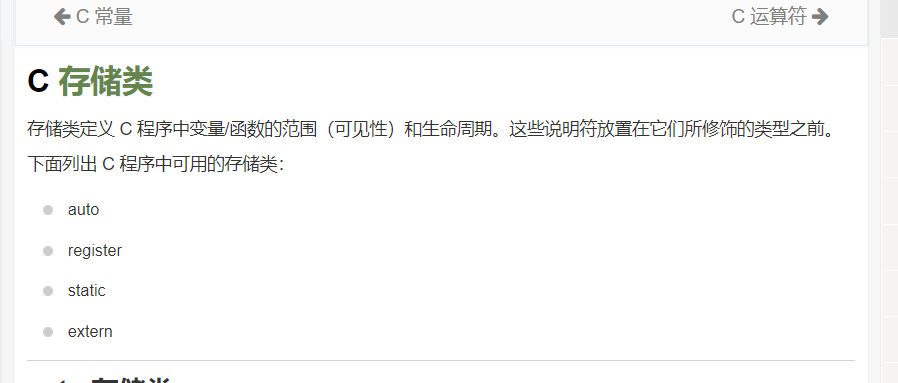 C 常量
C 运算符
C 存储类
存储类定义 C 程序中变量/函数的范围（可见性）和生命周期。这些说明符放置在它们所修饰的类型之前。
下面列出 C 程序中可用的存储类：
auto
register
static
extern